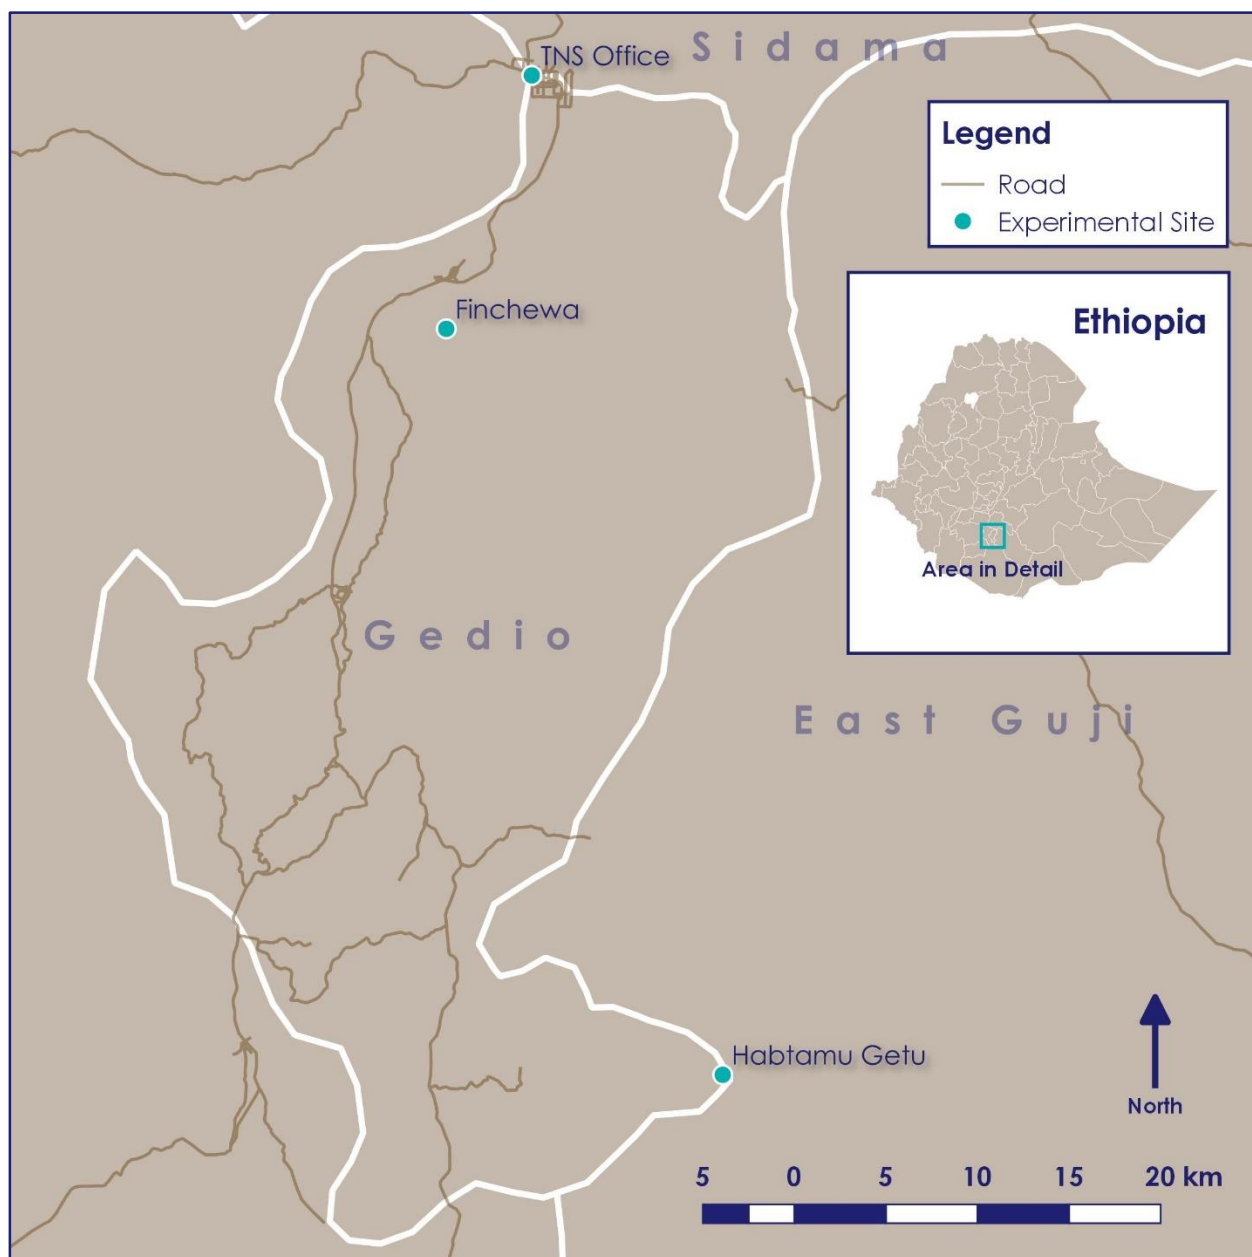 Sidama
TNS Office
Legend
Road
Experimental Site
Finchewa
Ethiopia
Area in Detail
Gedio
East Guji
Habtamu Getu
North
5 0 5 10 15 20 km